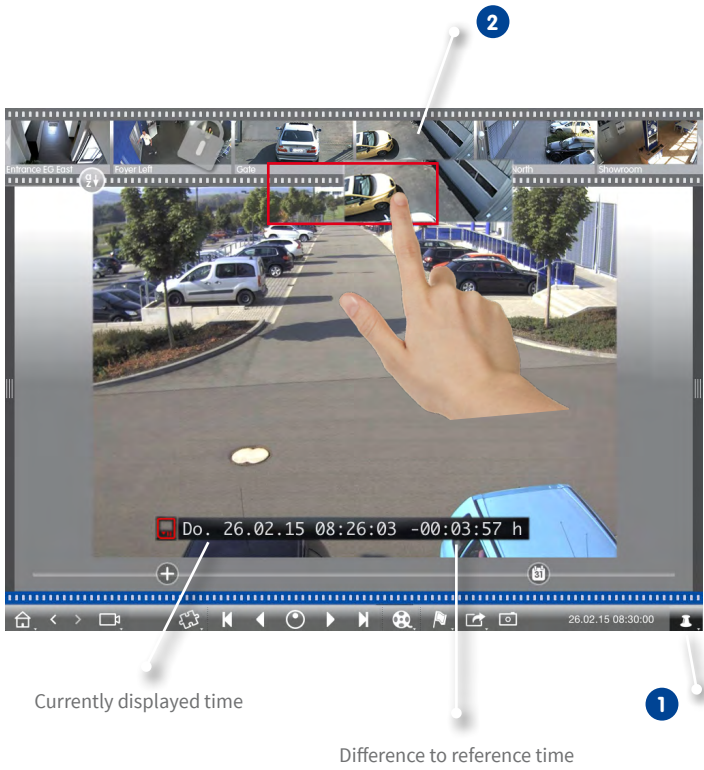 2
Entrance EG East Foyer Left Gate North Showroom
Do. 26.02.15 08:26:03 -00:03:57 h
31
26.02.15 08:30:00
Currently displayed time
1
Difference to reference time